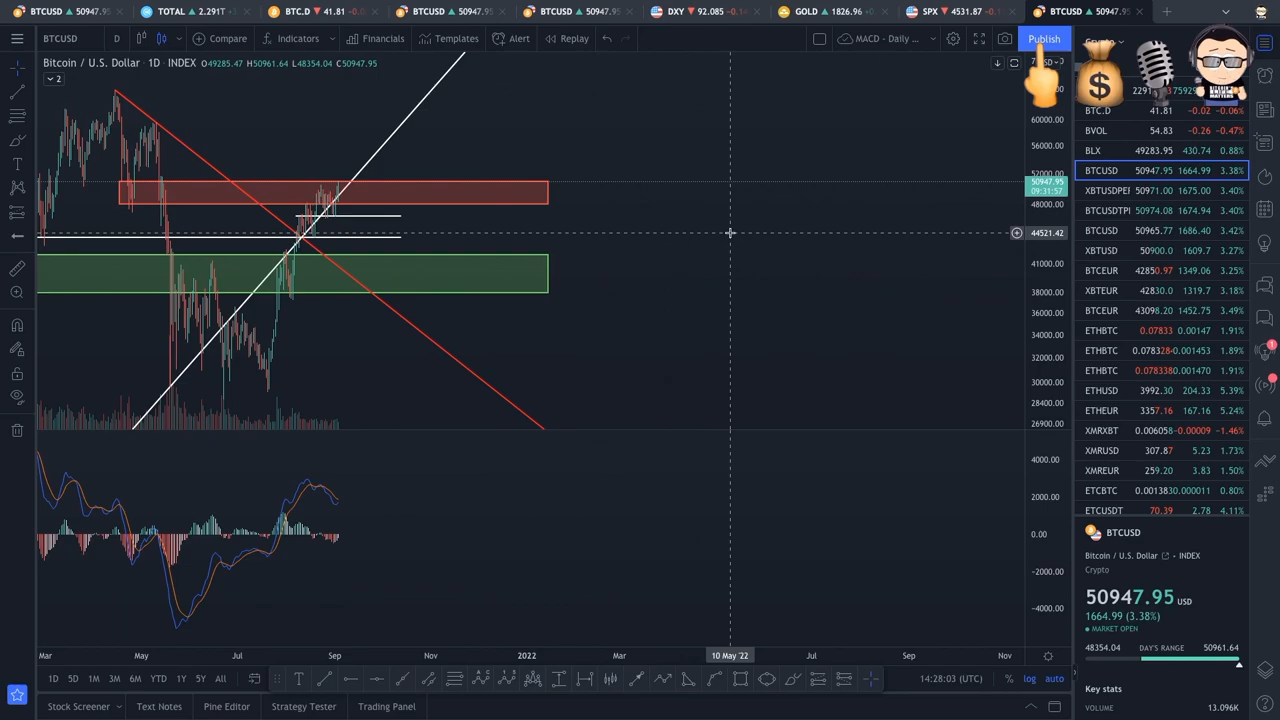 BTCUSD ▲ 50947.95
TOTAL ▲ 2.291T
BTC.D ▼ 41.81
BTCUSD ▲ 50947.95
BTCUSD ▲ 50947.95
DXY ▼ 92.085
GOLD ▲ 1826.96
SPX ▼ 4531.87
BTCUSD ▲ 50947.95
BTCUSD D Compare Indicators Financials Templates Alert Replay MACD - Daily ... Publish
Bitcoin / U.S. Dollar · 1D · INDEX O49285.47 H50961.64 L48354.04 C50947.95
2
60000.00
56000.00
52000.00
50947.95
09:31:57
48000.00
44521.42
41000.00
38000.00
36000.00
34000.00
32000.00
30000.00
28400.00
26900.00
4000.00
2000.00
0.00
−2000.00
−4000.00
Mar May Jul Sep Nov 2022 Mar 10 May '22 Jul Sep Nov
1D 5D 1M 3M 6M YTD 1Y 5Y All
14:28:03 (UTC) % log auto
Stock Screener Text Notes Pine Editor Strategy Tester Trading Panel
BTC.D 41.81 −0.02 −0.06%
BVOL 54.83 −0.26 −0.47%
BLX 49283.95 430.74 0.88%
BTCUSD 50947.95 1664.99 3.38%
XBTUSDPEF 50971.00 1675.00 3.40%
BTCUSDTPI 50974.08 1674.94 3.40%
BTCUSD 50965.77 1686.40 3.42%
XBTUSD 50900.0 1609.7 3.27%
BTCEUR 42850.97 1349.06 3.25%
XBTEUR 42830.0 1319.7 3.18%
BTCEUR 43098.20 1452.75 3.49%
ETHBTC 0.07833 0.00147 1.91%
ETHBTC 0.078328 0.001453 1.89%
ETHBTC 0.078338 0.001470 1.91%
ETHUSD 3992.30 204.33 5.39%
ETHEUR 3357.16 167.16 5.24%
XMRXBT 0.006058 −0.00009 −1.46%
XMRUSD 307.87 5.23 1.73%
XMREUR 259.20 3.83 1.50%
ETCBTC 0.001383 0.000011 0.80%
ETCUSDT 70.39 2.78 4.11%
BTCUSD
Bitcoin / U.S. Dollar · INDEX
Crypto
50947.95 USD
1664.99 (3.38%)
MARKET OPEN
48354.04 DAY'S RANGE 50961.64
Key stats
VOLUME 13.096K
1